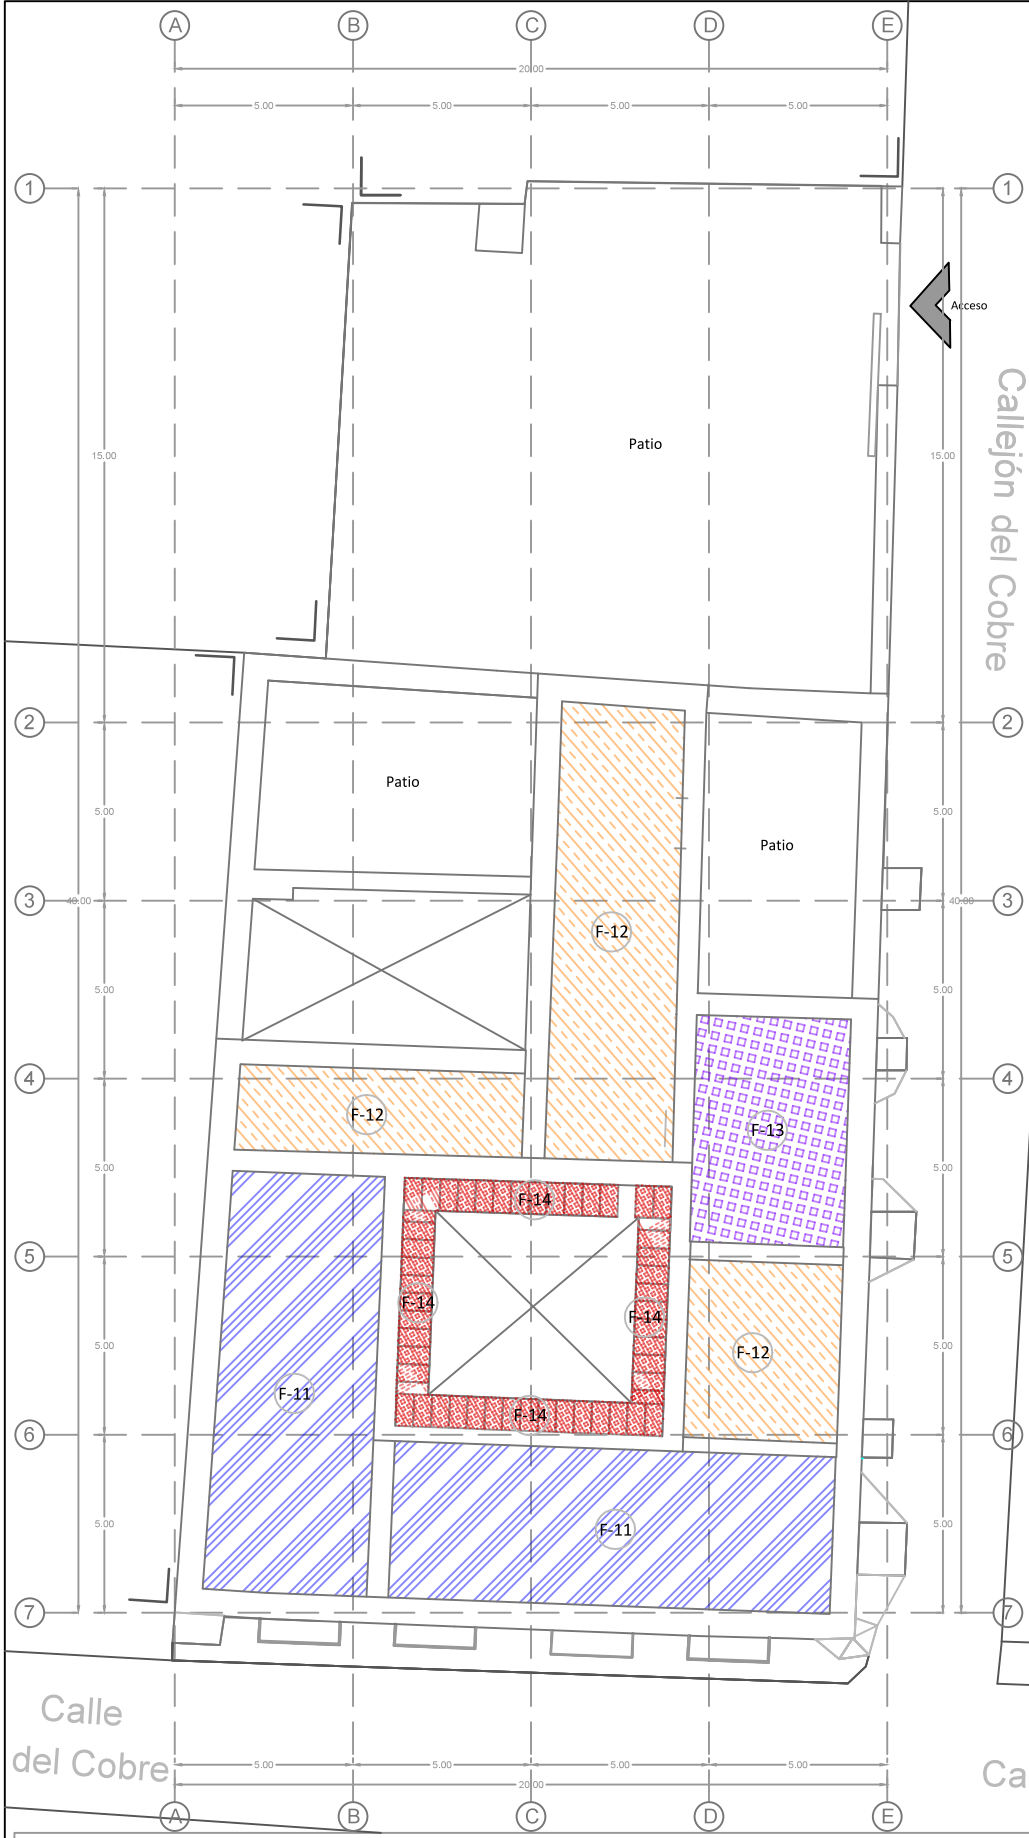 A B C D E
20.00
5.00 5.00 5.00 5.00
1 1
Acceso
Callejón del Cobre
Patio
15.00 15.00
2 2
Patio
5.00 5.00
Patio
3 40.00 40.00 3
F-12
5.00 5.00
4 4
F-12
F-13
5.00 5.00
F-14
5 5
F-14
F-14
5.00 5.00
F-12
F-11
F-14
6 6
5.00 5.00
F-11
7 7
Calle
del Cobre
Ca
5.00 5.00 5.00 5.00
20.00
A B C D E